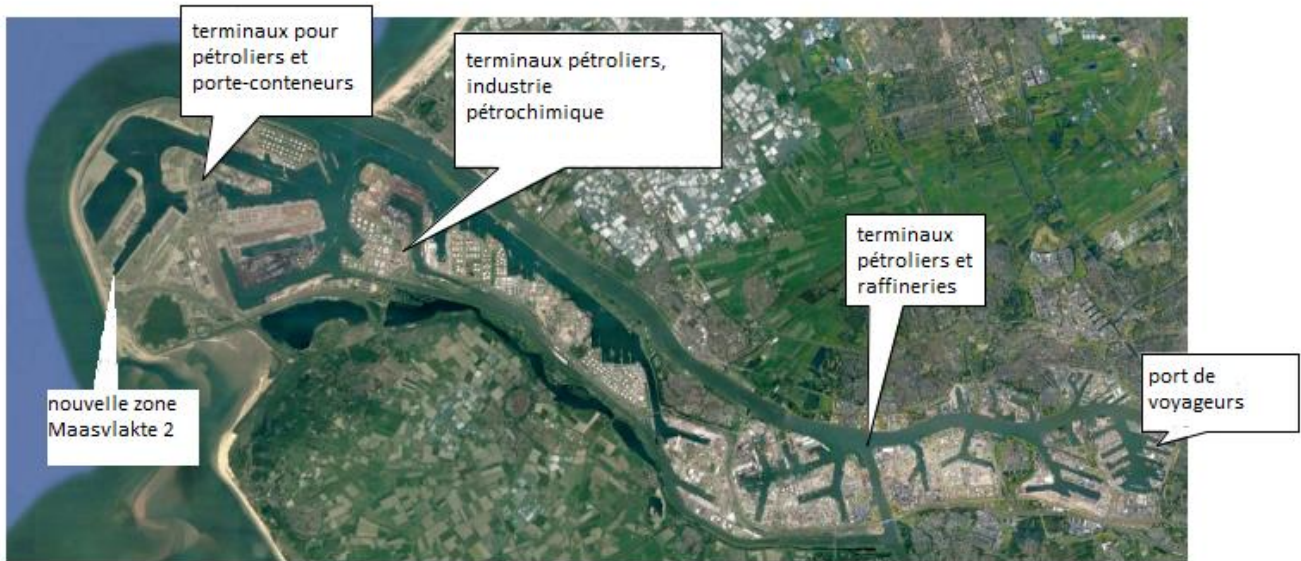 terminaux pour
pétroliers et
porte-conteneurs
terminaux pétroliers,
industrie
pétrochimique
terminaux
pétroliers et
raffineries
port de
voyageurs
nouvelle zone
Maasvlakte 2